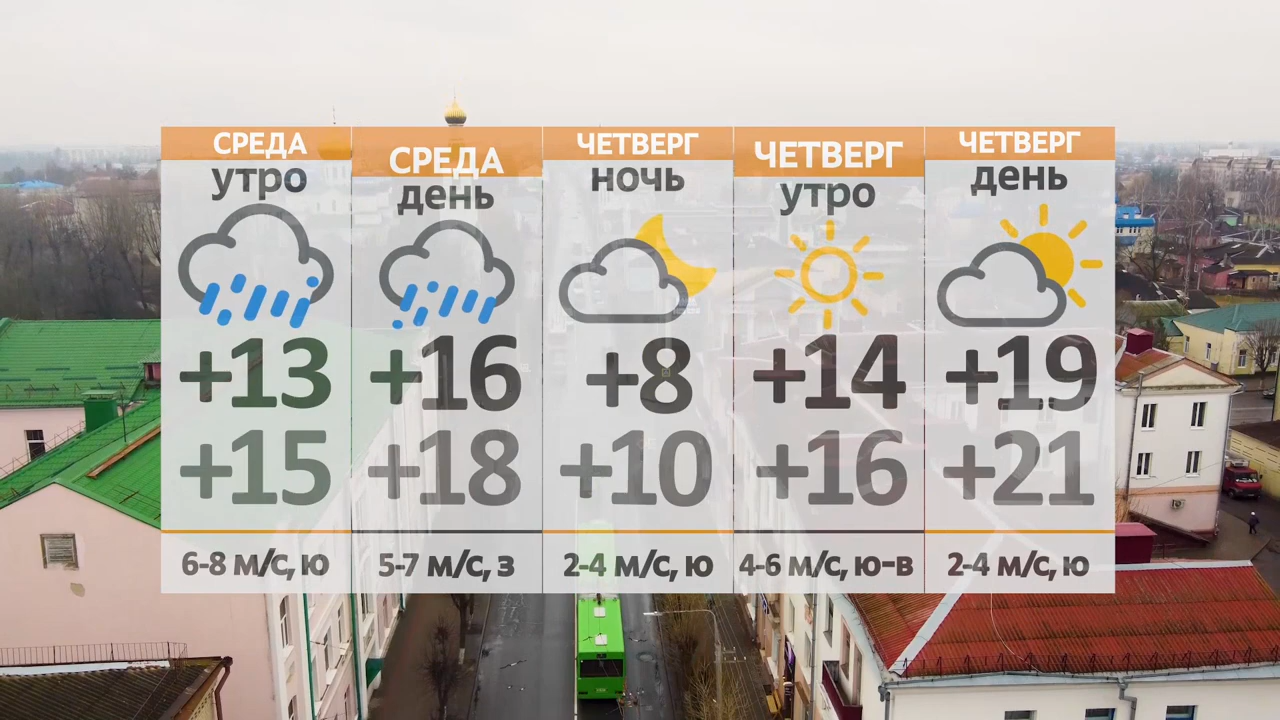 СРЕДА
утро
+13
+15
6-8 м/с, ю
СРЕДА
день
+16
+18
5-7 м/с, з
ЧЕТВЕРГ
ночь
+8
+10
2-4 м/с, ю
ЧЕТВЕРГ
утро
+14
+16
4-6 м/с, ю-в
ЧЕТВЕРГ
день
+19
+21
2-4 м/с, ю